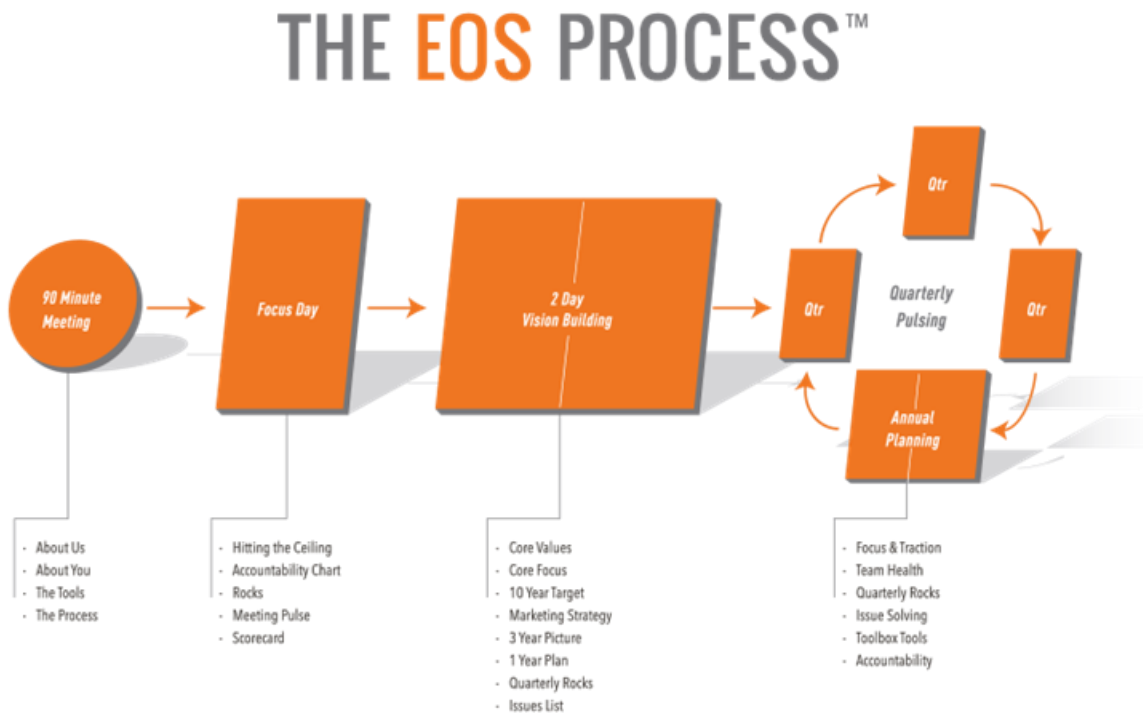 THE EOS PROCESS™
90 Minute
Meeting
Focus Day
2 Day
Vision Building
Qtr
Qtr
Qtr
Quarterly
Pulsing
Annual
Planning
- About Us
- About You
- The Tools
- The Process
- Hitting the Ceiling
- Accountability Chart
- Rocks
- Meeting Pulse
- Scorecard
- Core Values
- Core Focus
- 10 Year Target
- Marketing Strategy
- 3 Year Picture
- 1 Year Plan
- Quarterly Rocks
- Issues List
- Focus & Traction
- Team Health
- Quarterly Rocks
- Issue Solving
- Toolbox Tools
- Accountability